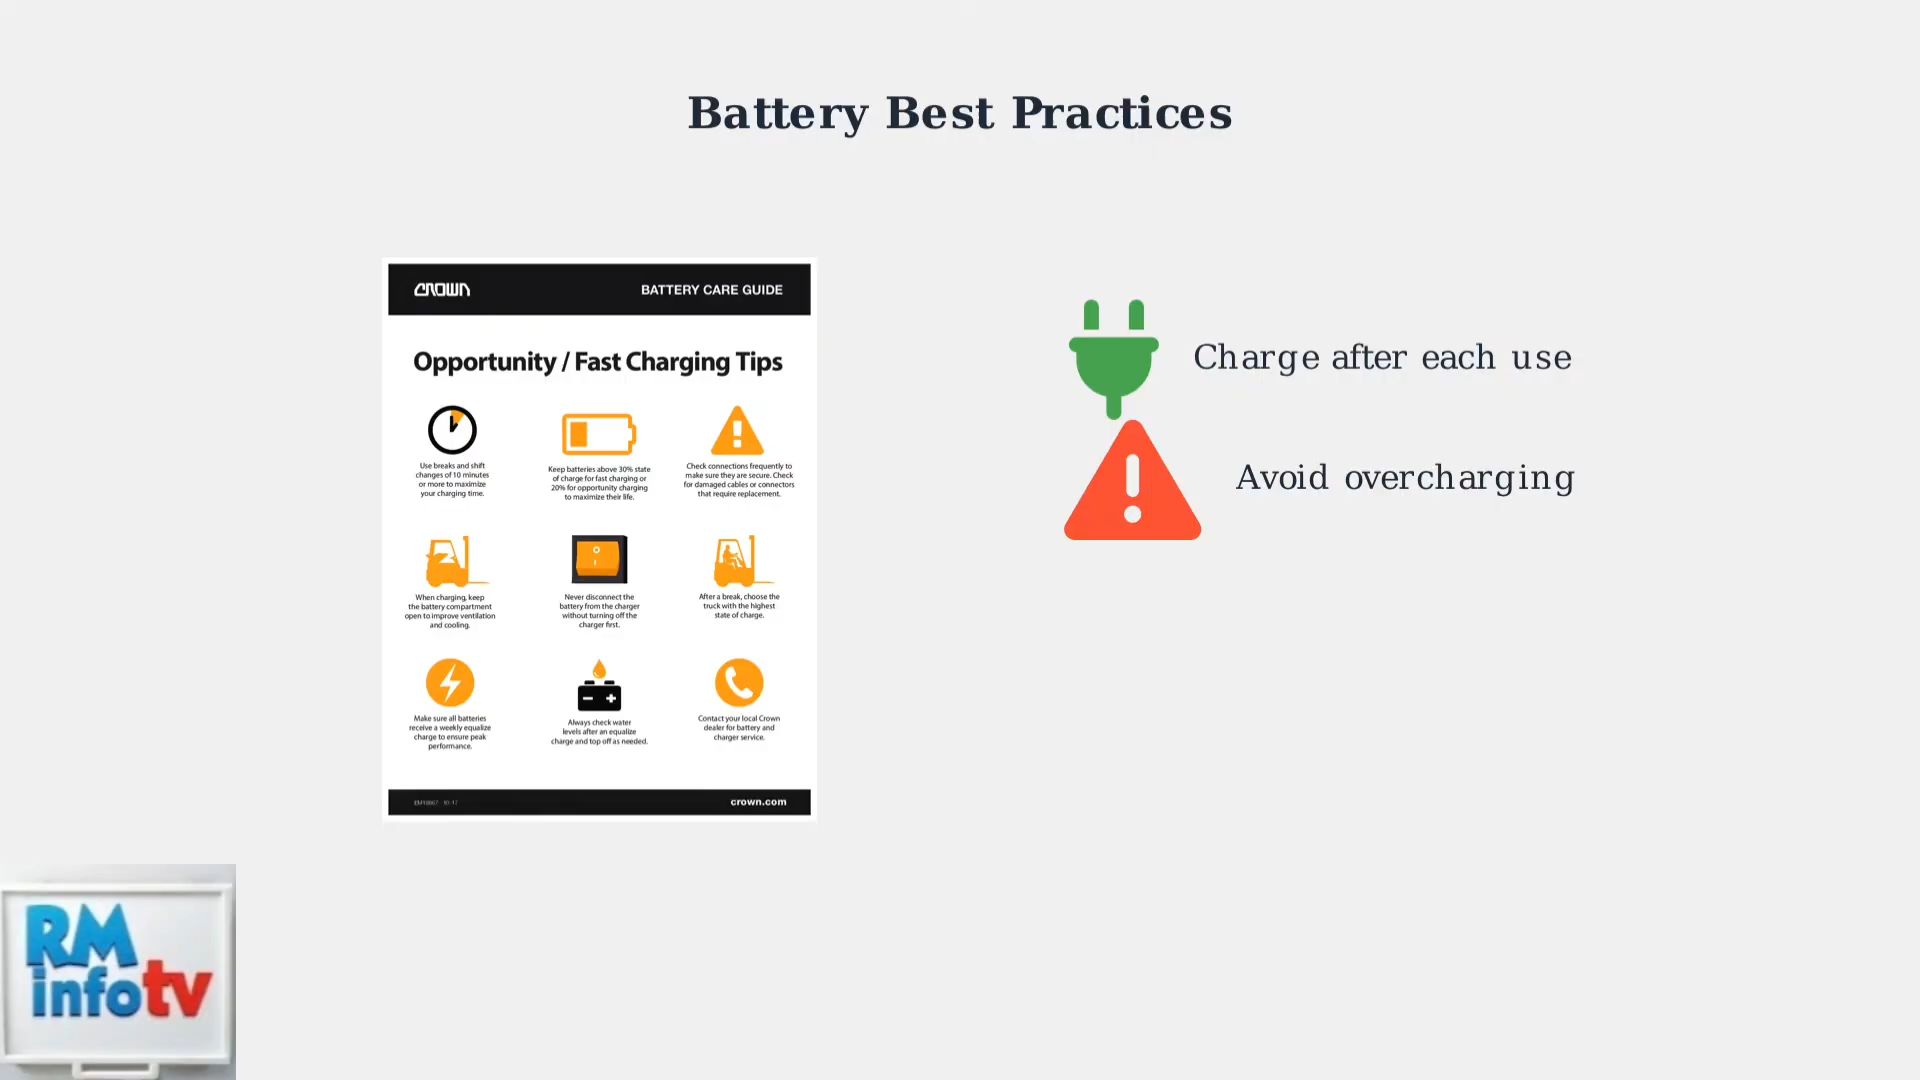 Battery Best Practices
CROWN
BATTERY CARE GUIDE
Opportunity / Fast Charging Tips
Use breaks and shift
changes of 10 minutes
or more to maximize
your charging time.
Keep batteries above 30% state
of charge for fast charging or
20% for opportunity charging
to maximize their life.
Check connections frequently to
make sure they are secure. Check
for damaged cables or connectors
that require replacement.
When charging, keep
the battery compartment
open to improve ventilation
and cooling.
Never disconnect the
battery from the charger
without turning off the
charger first.
After a break, choose the
truck with the highest
state of charge.
Make sure all batteries
receive a weekly equalize
charge to ensure peak
performance.
Always check water
levels after an equalize
charge and top off as needed.
Contact your local Crown
dealer for battery and
charger service.
crown.com
Charge after each use
Avoid overcharging
RM
infotv